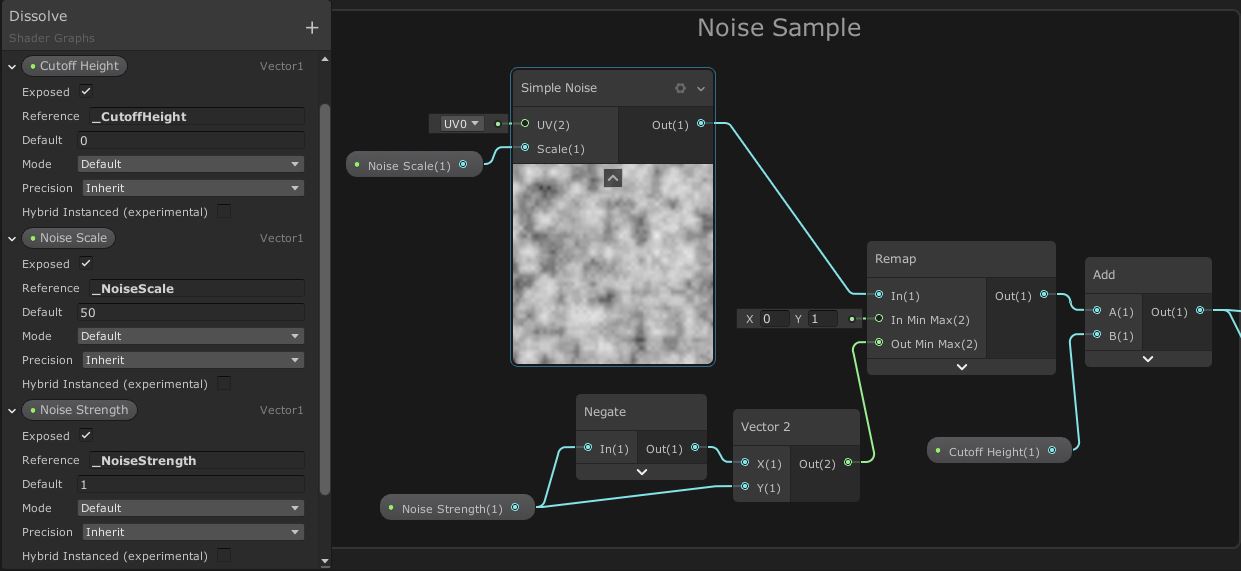 Dissolve
Shader Graphs
+
Cutoff Height Vector1
Exposed
Reference _CutoffHeight
Default 0
Mode Default
Precision Inherit
Hybrid Instanced (experimental)
Noise Scale Vector1
Exposed
Reference _NoiseScale
Default 50
Mode Default
Precision Inherit
Hybrid Instanced (experimental)
Noise Strength Vector1
Exposed
Reference _NoiseStrength
Default 1
Mode Default
Precision Inherit
Hybrid Instanced (experimental)
Noise Sample
Simple Noise
UV0
UV(2) Out(1)
Scale(1)
Noise Scale(1)
Remap
In(1) Out(1)
X 0 Y 1
In Min Max(2)
Out Min Max(2)
Add
A(1) Out(1)
B(1)
Negate
In(1) Out(1)
Vector 2
X(1) Out(2)
Y(1)
Noise Strength(1)
Cutoff Height(1)